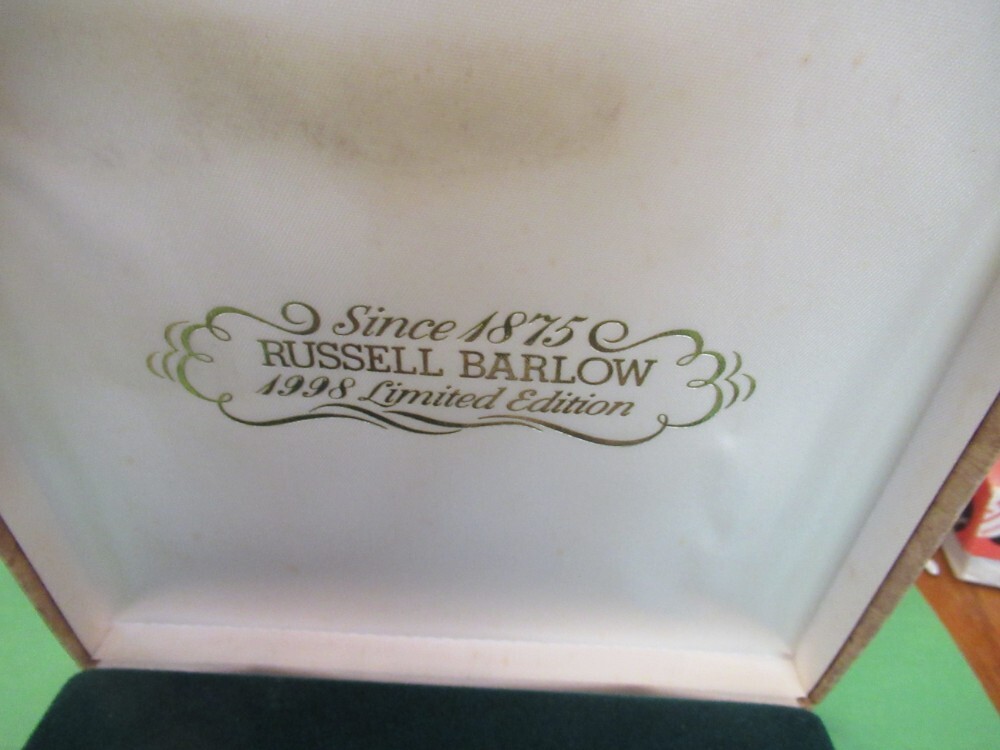 Since 1875
RUSSELL BARLOW
1998 Limited Edition